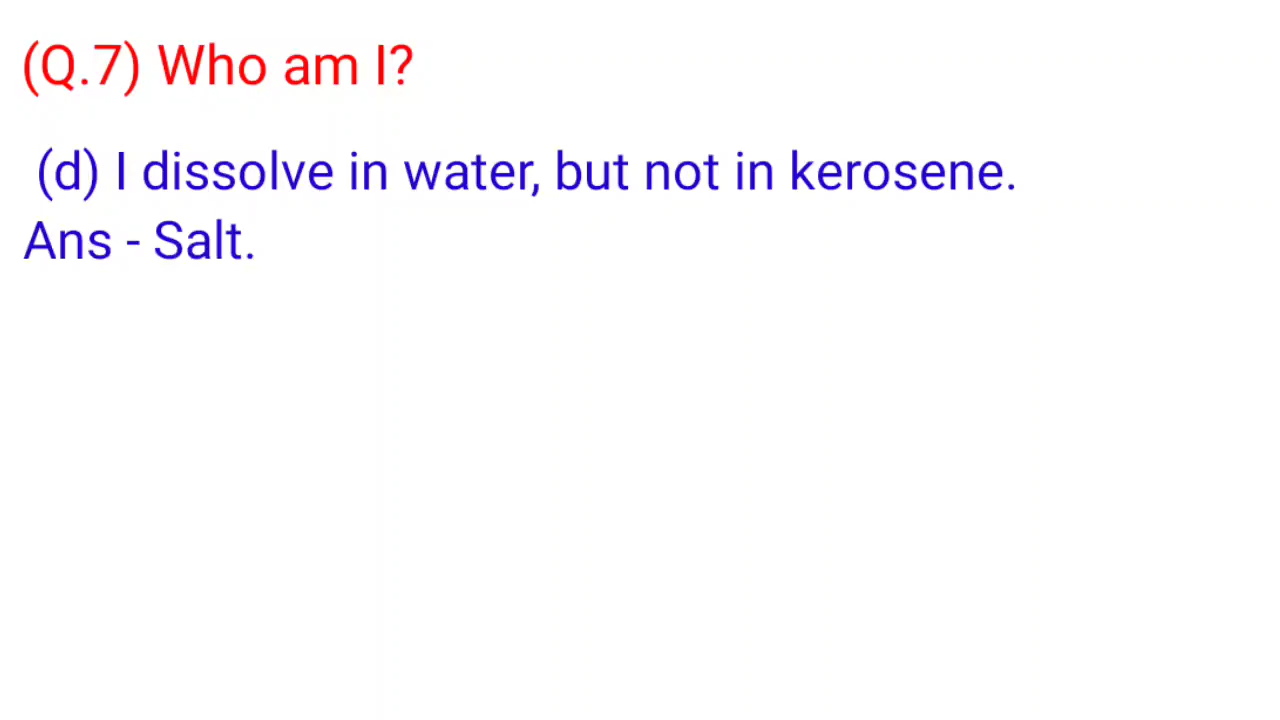 (Q.7) Who am I?
(d) I dissolve in water, but not in kerosene.
Ans - Salt.